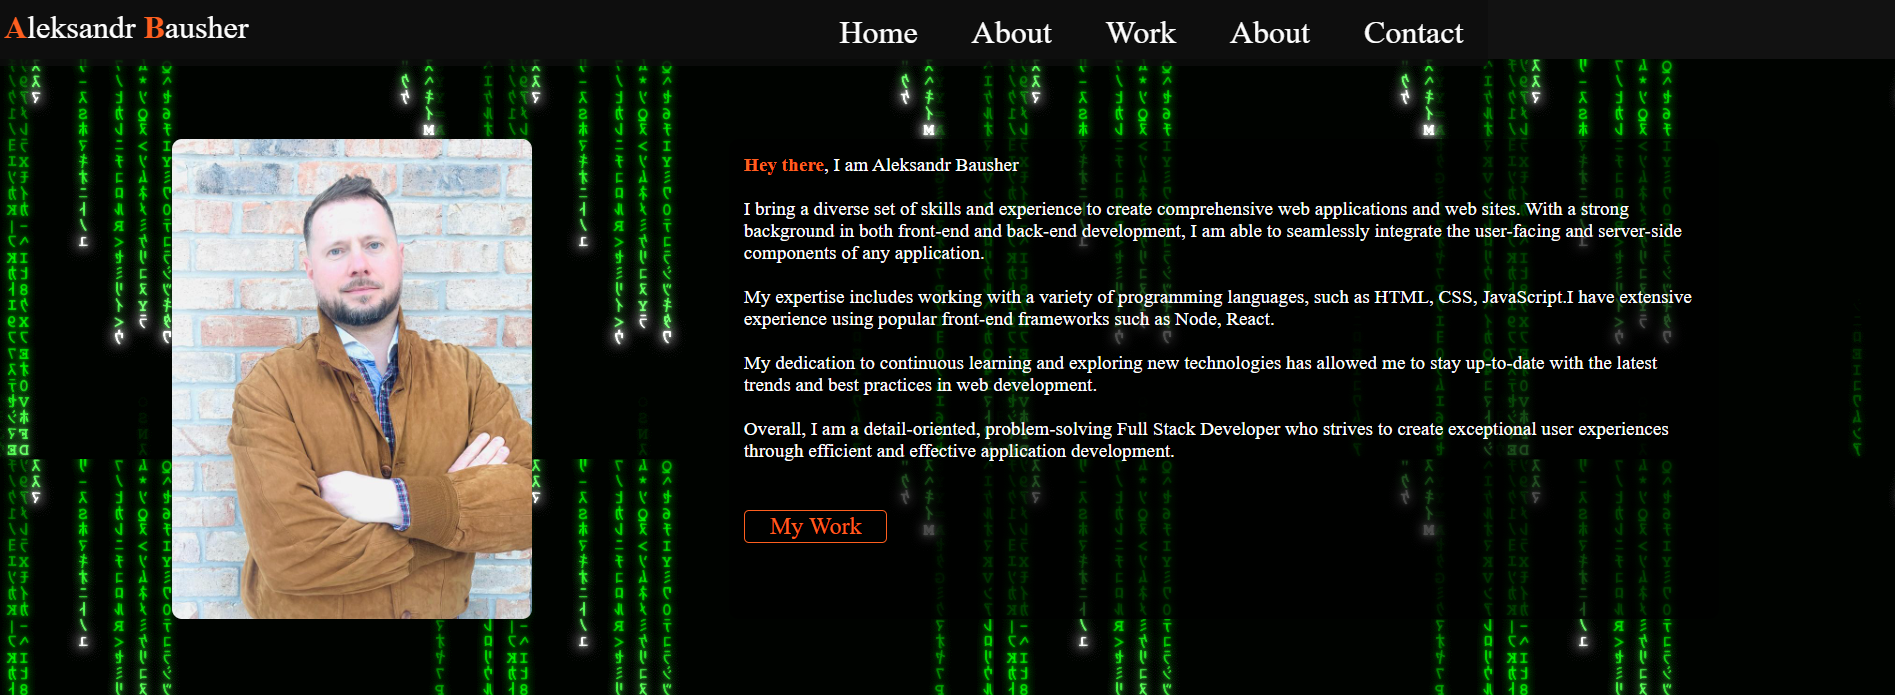 Aleksandr Bausher
Home About Work About Contact
Hey there, I am Aleksandr Bausher
I bring a diverse set of skills and experience to create comprehensive web applications and web sites. With a strong
background in both front-end and back-end development, I am able to seamlessly integrate the user-facing and server-side
components of any application.
My expertise includes working with a variety of programming languages, such as HTML, CSS, JavaScript.I have extensive
experience using popular front-end frameworks such as Node, React.
My dedication to continuous learning and exploring new technologies has allowed me to stay up-to-date with the latest
trends and best practices in web development.
Overall, I am a detail-oriented, problem-solving Full Stack Developer who strives to create exceptional user experiences
through efficient and effective application development.
My Work